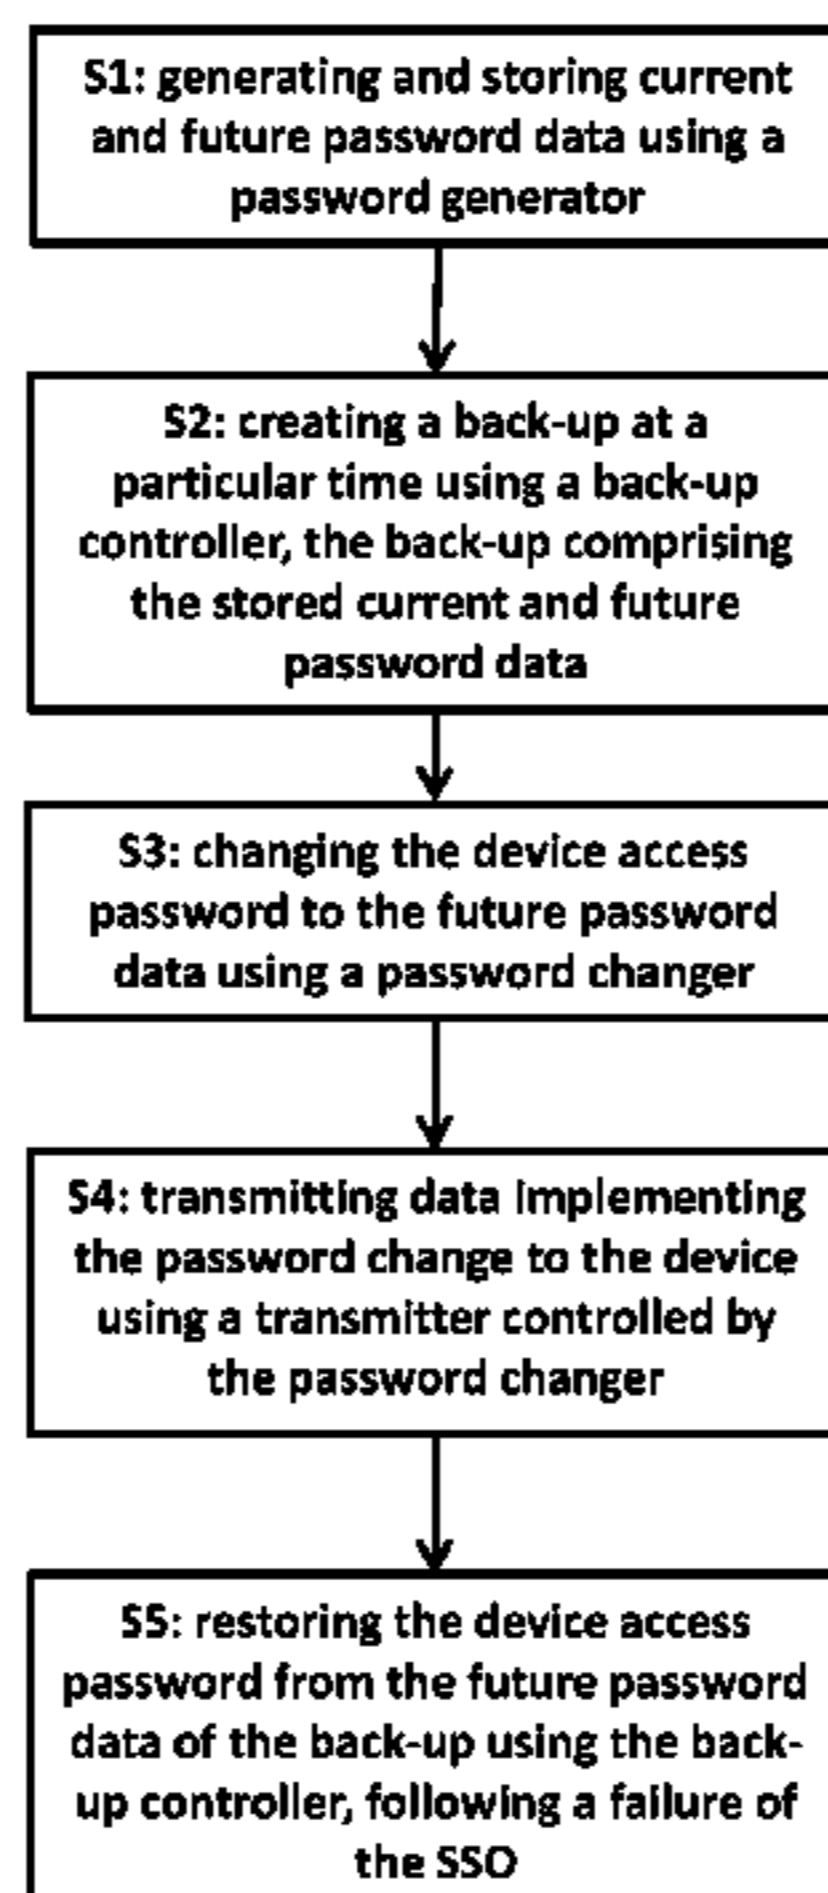 S1: generating and storing current
and future password data using a
password generator
S2: creating a back-up at a
particular time using a back-up
controller, the back-up comprising
the stored current and future
password data
S3: changing the device access
password to the future password
data using a password changer
S4: transmitting data implementing
the password change to the device
using a transmitter controlled by
the password changer
S5: restoring the device access
password from the future password
data of the back-up using the back-
up controller, following a failure of
the SSO